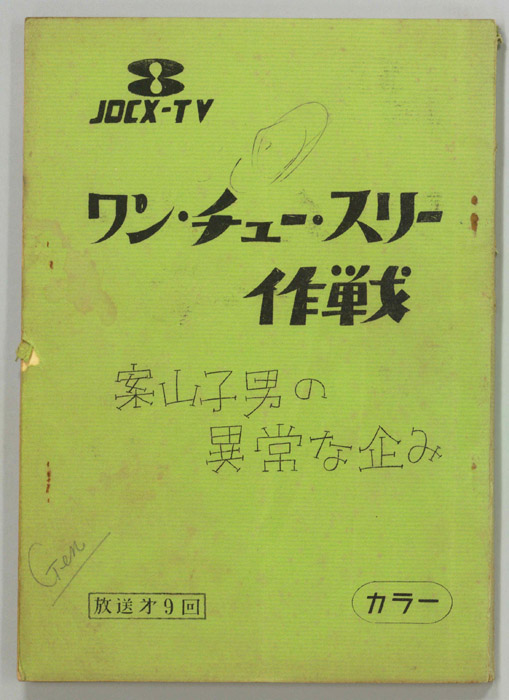 8
JOCX-TV
ワン・チュー・スリー
作戦
案山子男の
異常な企み
Gen
放送才9回
カラー